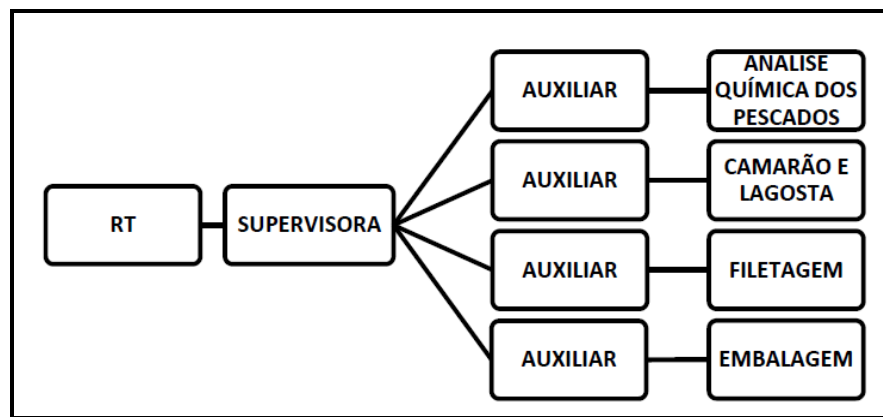 RT
SUPERVISORA
AUXILIAR
ANALISE
QUÍMICA DOS
PESCADOS
AUXILIAR
CAMARÃO E
LAGOSTA
AUXILIAR
FILETAGEM
AUXILIAR
EMBALAGEM